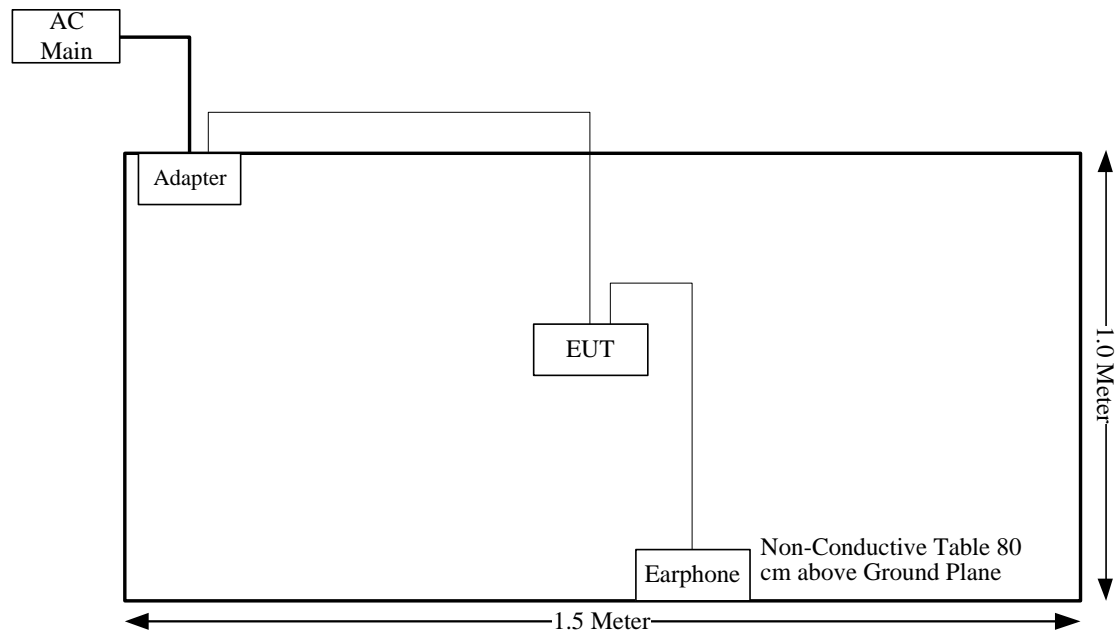 AC
Main
Adapter
EUT
1.0 Meter
Non-Conductive Table 80
cm above Ground Plane
Earphone
1.5 Meter